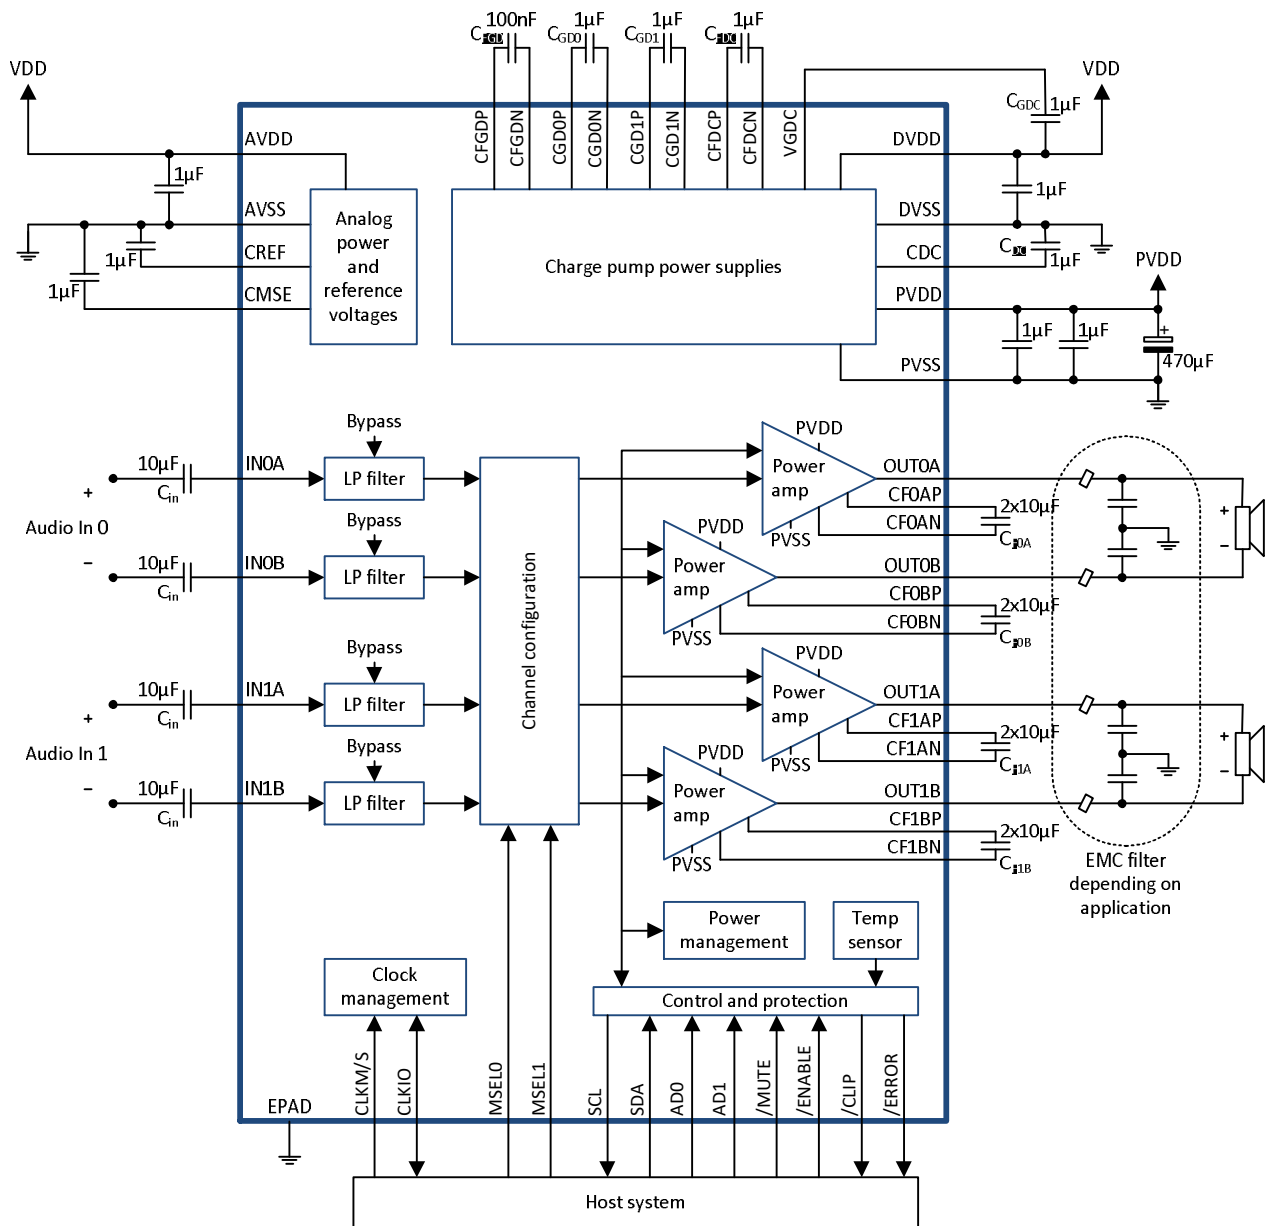 100nF
1µF
1µF
1µF
CFGD
CGD0
CGD1
CFDC
VDD
VDD
CGDC
1µF
CFGDP
CFGDN
CGD0P
CGD0N
CGD1P
CGD1N
CFDCP
CFDCN
VGDC
AVDD
DVDD
1µF
1µF
AVSS
DVSS
CREF
CDC
CDC
1µF
1µF
CMSE
1µF
Analog
power
and
reference
voltages
Charge pump power supplies
PVDD
PVDD
1µF
1µF
+
470µF
PVSS
Bypass
PVDD
10µF
IN0A
LP filter
Power
amp
OUT0A
Cin
CF0AP
2x10µF
+
Audio In 0
CF0AN
+
Bypass
PVDD
PVSS
–
10µF
IN0B
LP filter
Power
amp
OUT0B
–
Cin
CF0BP
2x10µF
PVSS
CF0BN
Bypass
PVDD
10µF
IN1A
LP filter
Power
amp
OUT1A
Cin
CF1AP
2x10µF
+
Audio In 1
CF1AN
+
Bypass
PVDD
PVSS
–
10µF
IN1B
LP filter
Power
amp
OUT1B
–
Cin
CF1BP
2x10µF
PVSS
CF1BN
Channel configuration
EMC filter
depending on
application
Power
management
Temp
sensor
Clock
management
Control and protection
CLKM/S
CLKIO
MSEL0
MSEL1
SCL
SDA
AD0
AD1
/MUTE
/ENABLE
/CLIP
/ERROR
EPAD
Host system